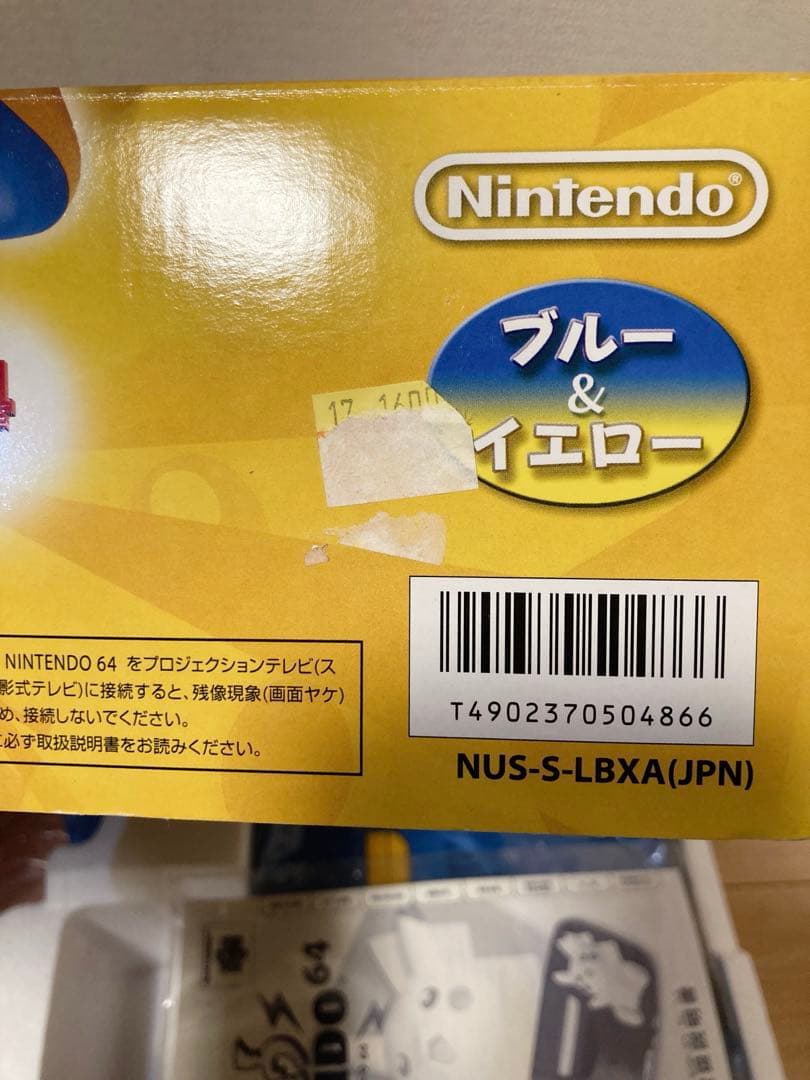 Nintendo®
ブルー
&
イエロー
NINTENDO 64 をプロジェクションテレビ(ス
影式テレビ)に接続すると、残像現象(画面ヤケ)
め、接続しないでください。
に必ず取扱説明書をお読みください。
T4902370504866
NUS-S-LBXA(JPN)
64